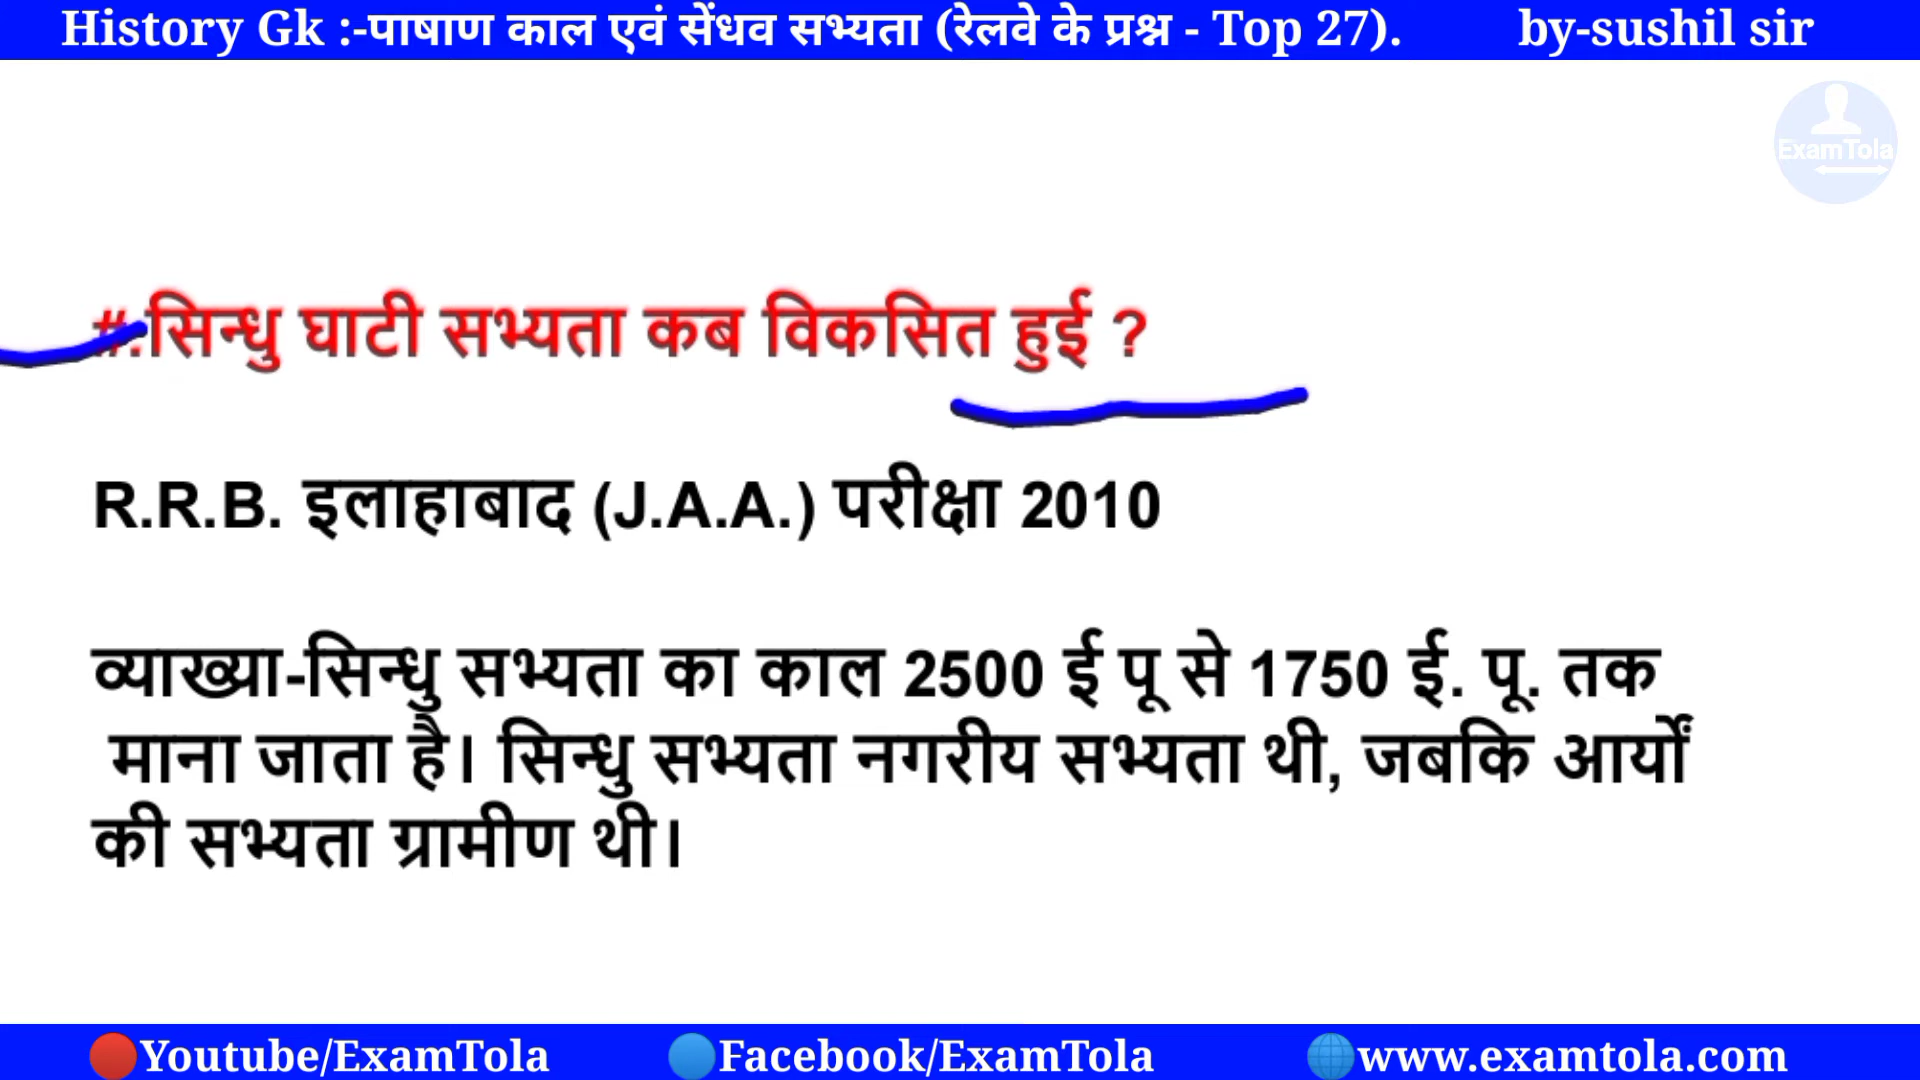 History Gk :-पाषाण काल एवं सेंधव सभ्यता (रेलवे के प्रश्न - Top 27). by-sushil sir
ExamTola
#.सिन्धु घाटी सभ्यता कब विकसित हुई ?
R.R.B. इलाहाबाद (J.A.A.) परीक्षा 2010
व्याख्या-सिन्धु सभ्यता का काल 2500 ई पू से 1750 ई. पू. तक
माना जाता है। सिन्धु सभ्यता नगरीय सभ्यता थी, जबकि आर्यों
की सभ्यता ग्रामीण थी।
Youtube/ExamTola Facebook/ExamTola www.examtola.com